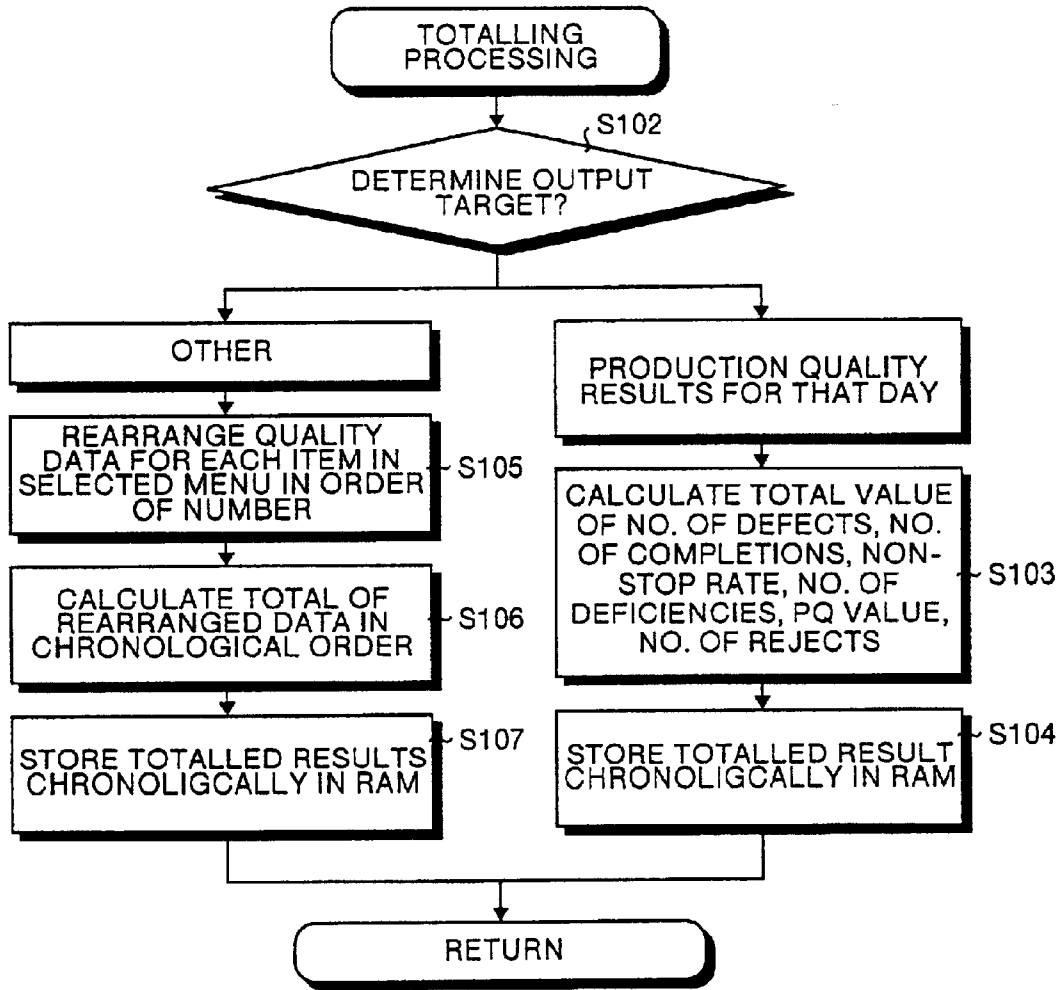 TOTALLING
PROCESSING
S102
DETERMINE OUTPUT
TARGET?
OTHER
REARRANGE QUALITY
DATA FOR EACH ITEM IN
SELECTED MENU IN ORDER
OF NUMBER
S105
CALCULATE TOTAL OF
REARRANGED DATA IN
CHRONOLOGICAL ORDER
S106
STORE TOTALLED RESULTS
CHRONOLIGCALLY IN RAM
S107
PRODUCTION QUALITY
RESULTS FOR THAT DAY
CALCULATE TOTAL VALUE
OF NO. OF DEFECTS, NO.
OF COMPLETIONS, NON-
STOP RATE, NO. OF
DEFICIENCIES, PQ VALUE,
NO. OF REJECTS
S103
STORE TOTALLED RESULT
CHRONOLIGCALLY IN RAM
S104
RETURN